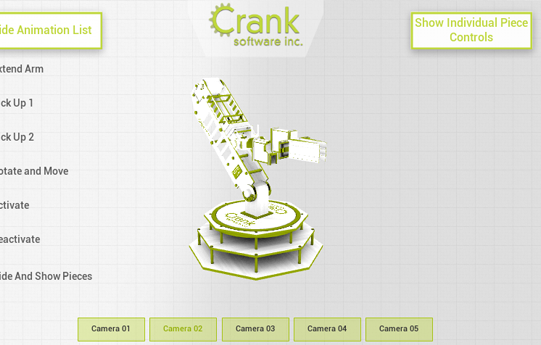 Crank
software inc.
ide Animation List
Show Individual Piece
Controls
xtend Arm
ck Up 1
ck Up 2
otate and Move
ctivate
eactivate
ide And Show Pieces
Crank
Camera 01
Camera 02
Camera 03
Camera 04
Camera 05